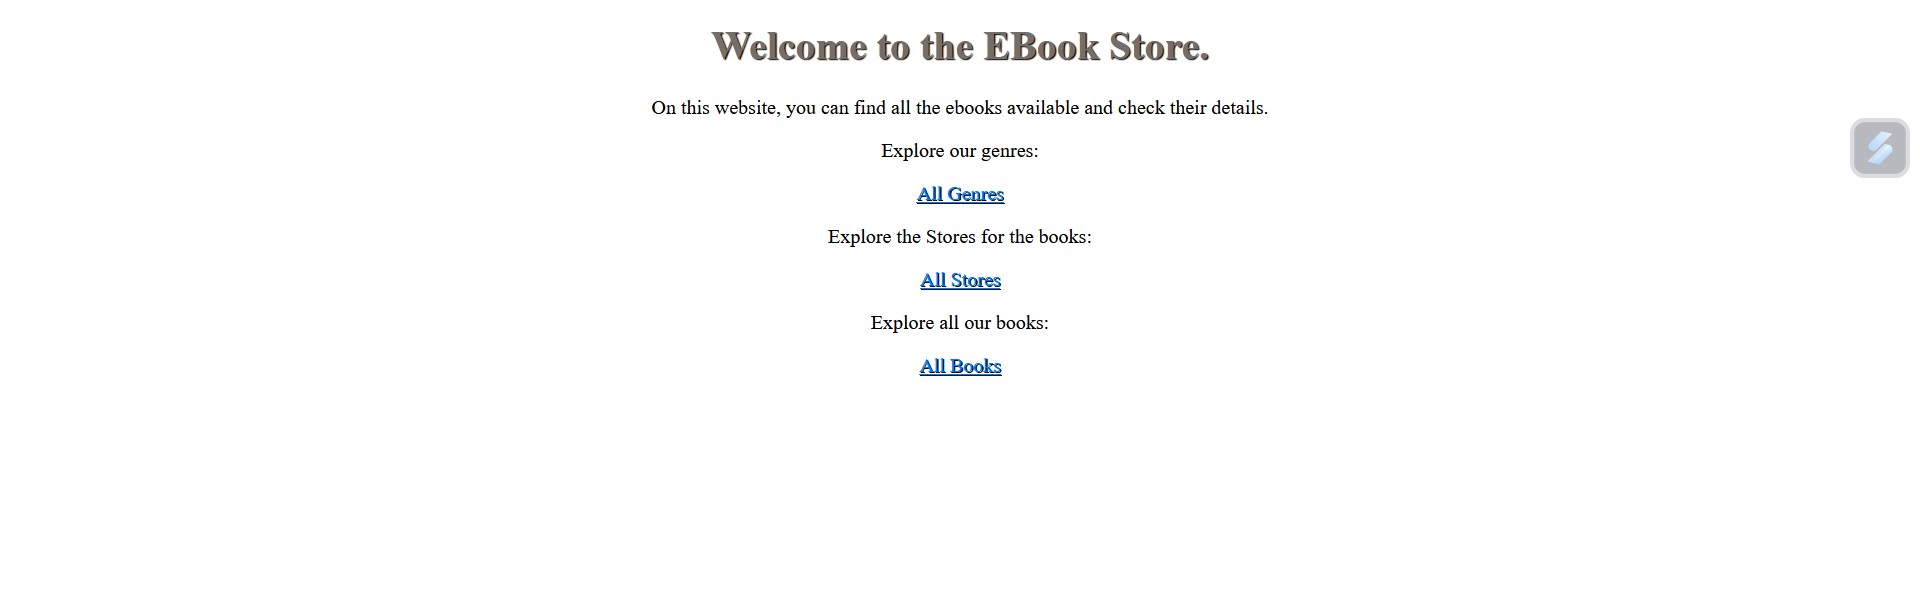 Welcome to the EBook Store.
On this website, you can find all the ebooks available and check their details.
Explore our genres:
All Genres
Explore the Stores for the books:
All Stores
Explore all our books:
All Books